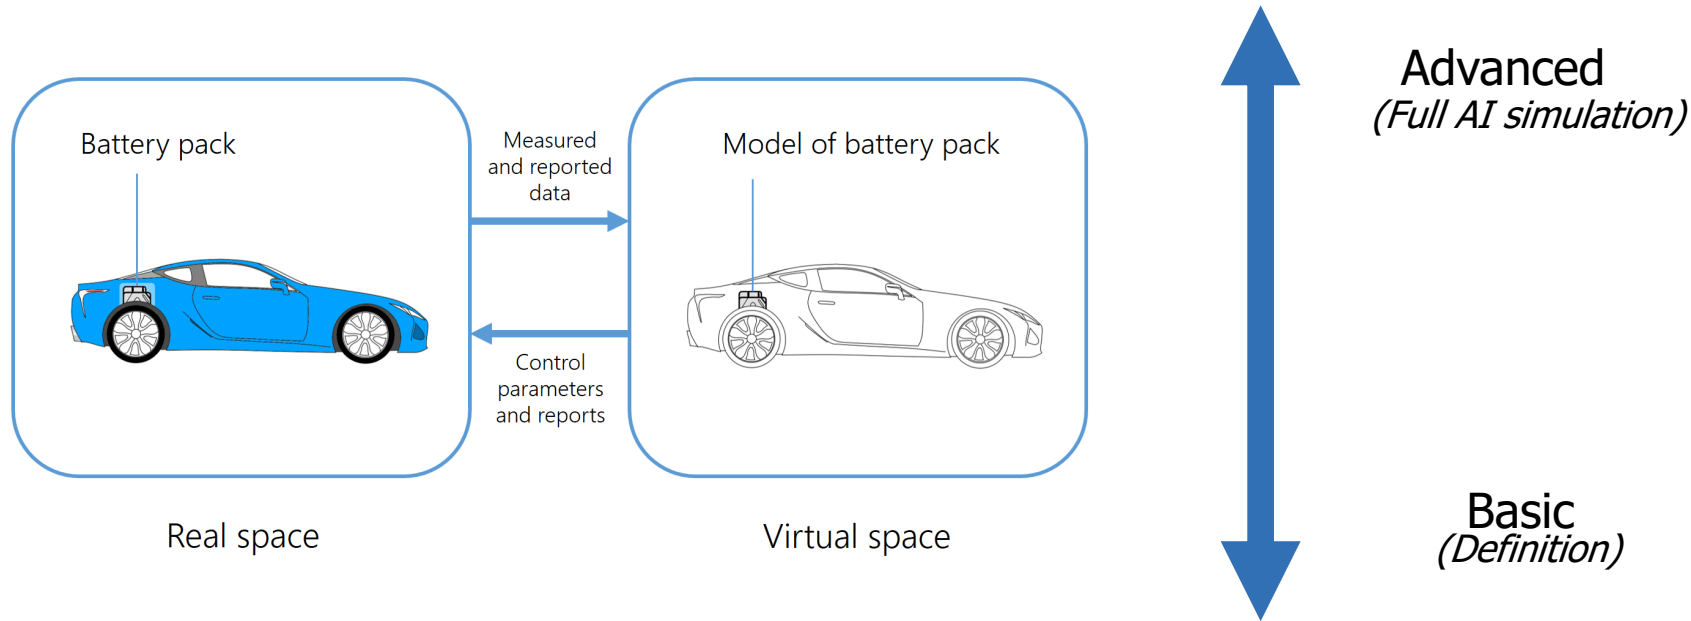 Battery pack
Measured
and reported
data
Model of battery pack
Control
parameters
and reports
Real space
Virtual space
Advanced
(Full AI simulation)
Basic
(Definition)